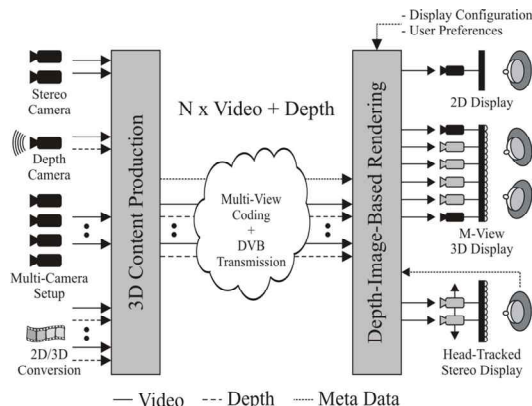 - Display Configuration
- User Preferences
Stereo
Camera
Depth
Camera
Multi-Camera
Setup
2D/3D
Conversion
3D Content Production
N x Video + Depth
Multi-View
Coding
+
DVB
Transmission
Depth-Image-Based Rendering
2D Display
M-View
3D Display
Head-Tracked
Stereo Display
Video
Depth
Meta Data